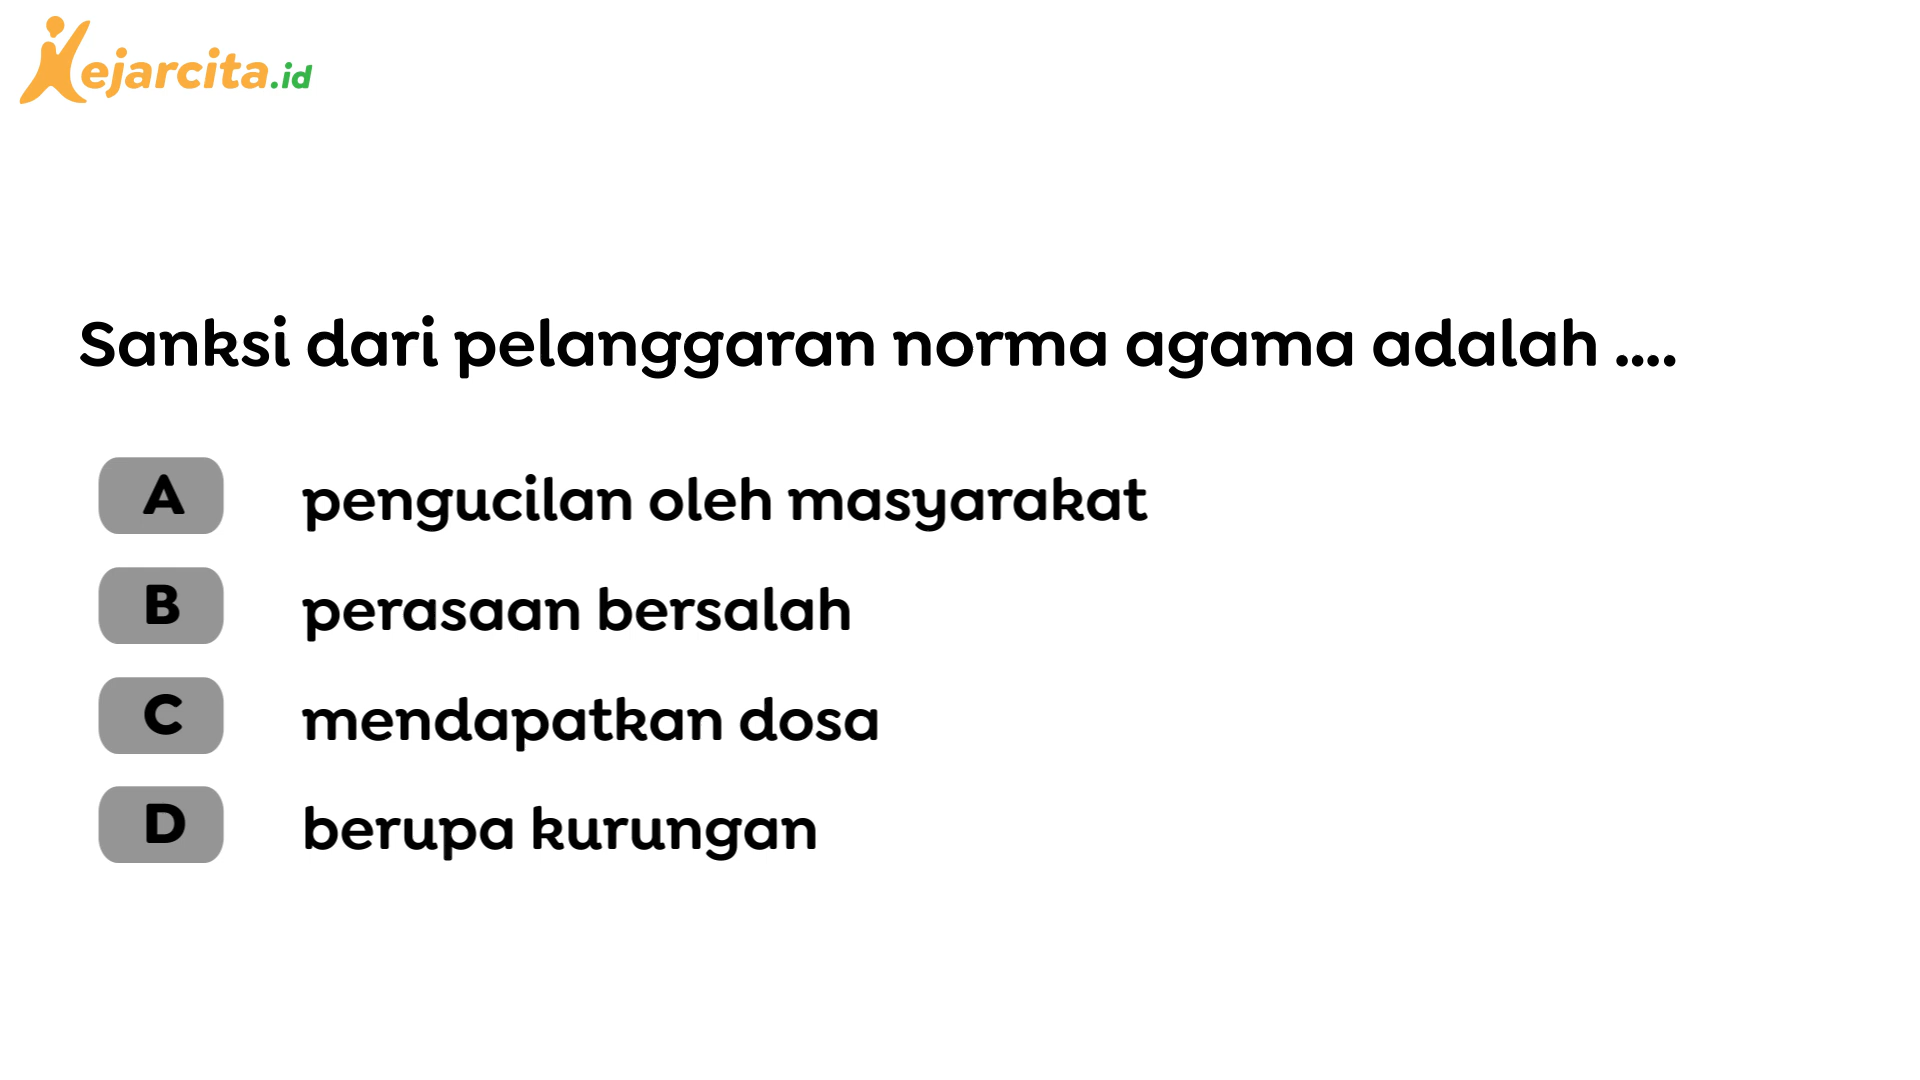 Kejarcita.id
Sanksi dari pelanggaran norma agama adalah ....
A pengucilan oleh masyarakat
B perasaan bersalah
C mendapatkan dosa
D berupa kurungan